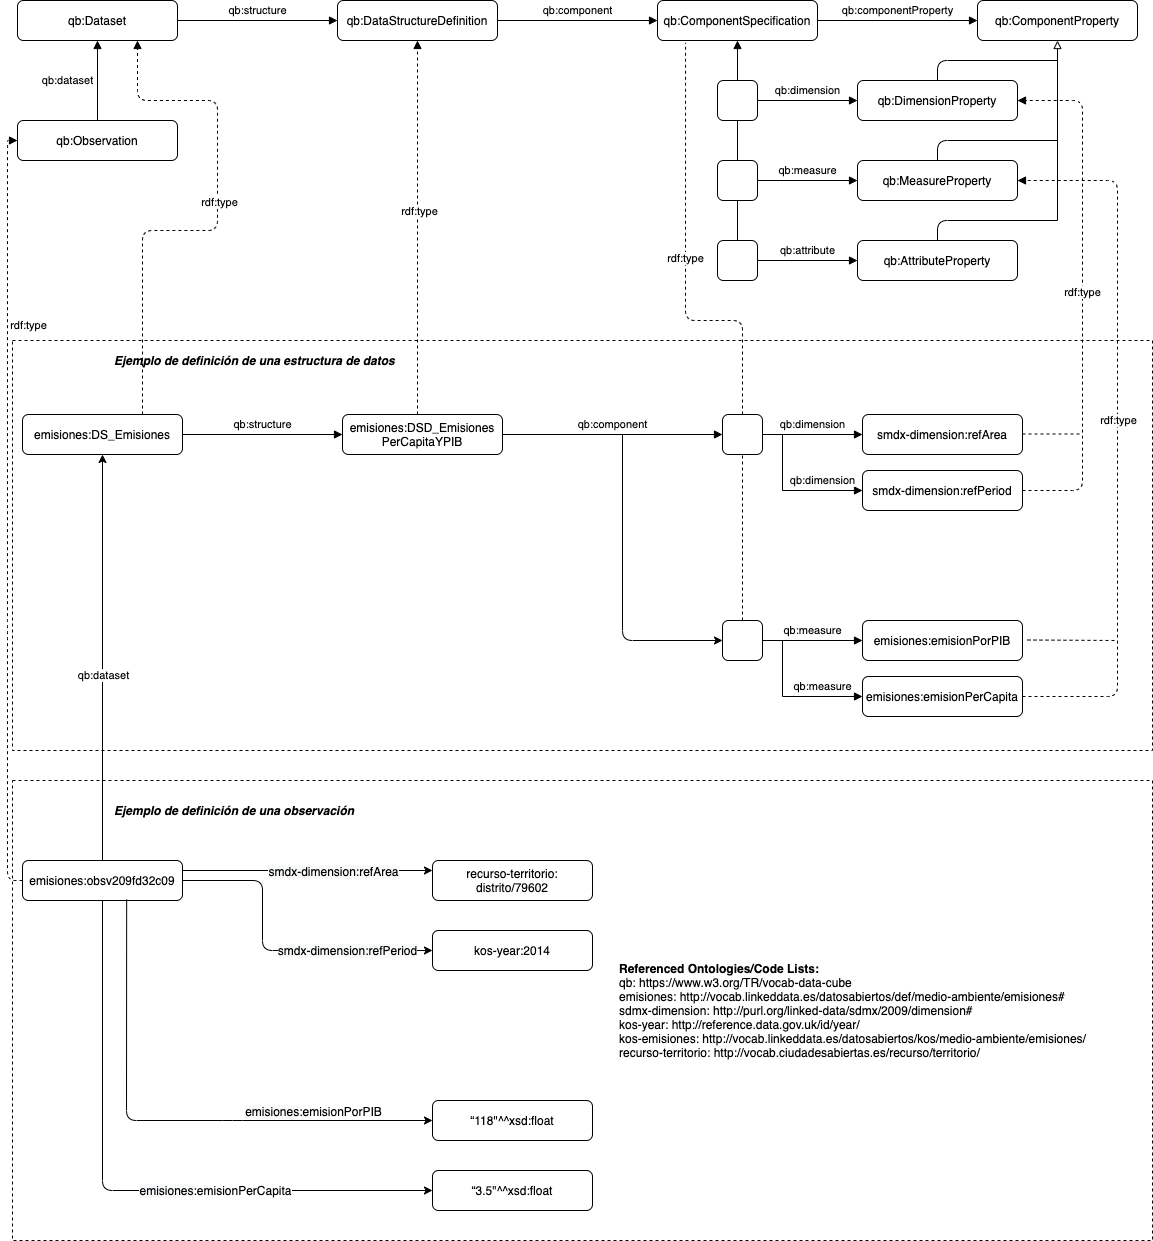 qb:Dataset
qb:structure
qb:DataStructureDefinition
qb:component
qb:ComponentSpecification
qb:componentProperty
qb:ComponentProperty
qb:dataset
qb:dimension
qb:DimensionProperty
qb:Observation
qb:measure
qb:MeasureProperty
rdf:type
rdf:type
qb:attribute
qb:AttributeProperty
rdf:type
rdf:type
rdf:type
Ejemplo de definición de una estructura de datos
emisiones:DS_Emisiones
qb:structure
emisiones:DSD_Emisiones
PerCapitaYPIB
qb:component
qb:dimension
smdx-dimension:refArea
rdf:type
qb:dimension
smdx-dimension:refPeriod
qb:measure
emisiones:emisionPorPIB
qb:dataset
qb:measure
emisiones:emisionPerCapita
Ejemplo de definición de una observación
emisiones:obsv209fd32c09
smdx-dimension:refArea
recurso-territorio:
distrito/79602
smdx-dimension:refPeriod
kos-year:2014
Referenced Ontologies/Code Lists:
qb: https://www.w3.org/TR/vocab-data-cube
emisiones: http://vocab.linkeddata.es/datosabiertos/def/medio-ambiente/emisiones#
sdmx-dimension: http://purl.org/linked-data/sdmx/2009/dimension#
kos-year: http://reference.data.gov.uk/id/year/
kos-emisiones: http://vocab.linkeddata.es/datosabiertos/kos/medio-ambiente/emisiones/
recurso-territorio: http://vocab.ciudadesabiertas.es/recurso/territorio/
emisiones:emisionPorPIB
“118"^^xsd:float
emisiones:emisionPerCapita
“3.5"^^xsd:float